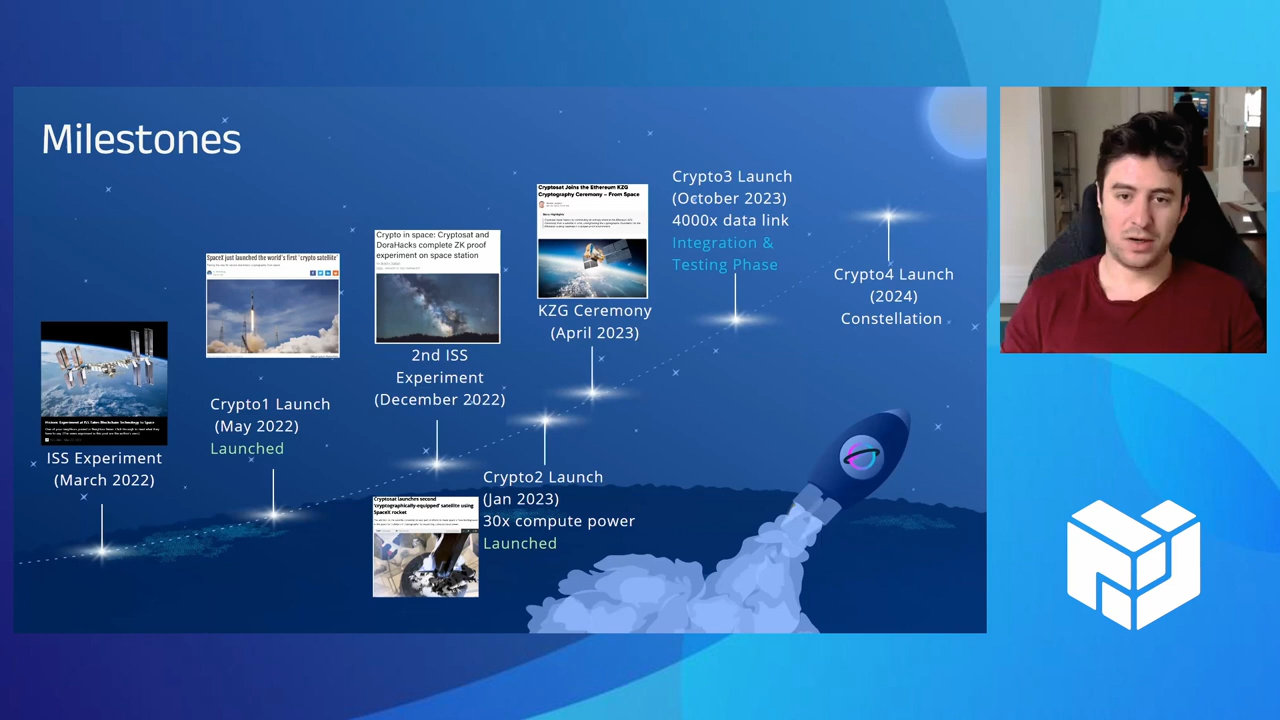 Milestones
ISS Experiment
(March 2022)
SpaceX just launched the world's first 'crypto satellite'
Crypto1 Launch
(May 2022)
Launched
Crypto in space: Cryptosat and
DoraHacks complete ZK proof
experiment on space station
2nd ISS
Experiment
(December 2022)
Cryptosat launches second
'cryptographically-equipped' satellite using
SpaceX rocket
Crypto2 Launch
(Jan 2023)
30x compute power
Launched
Cryptosat Joins the Ethereum KZG
Cryptography Ceremony – From Space
KZG Ceremony
(April 2023)
Crypto3 Launch
(October 2023)
4000x data link
Integration &
Testing Phase
Crypto4 Launch
(2024)
Constellation